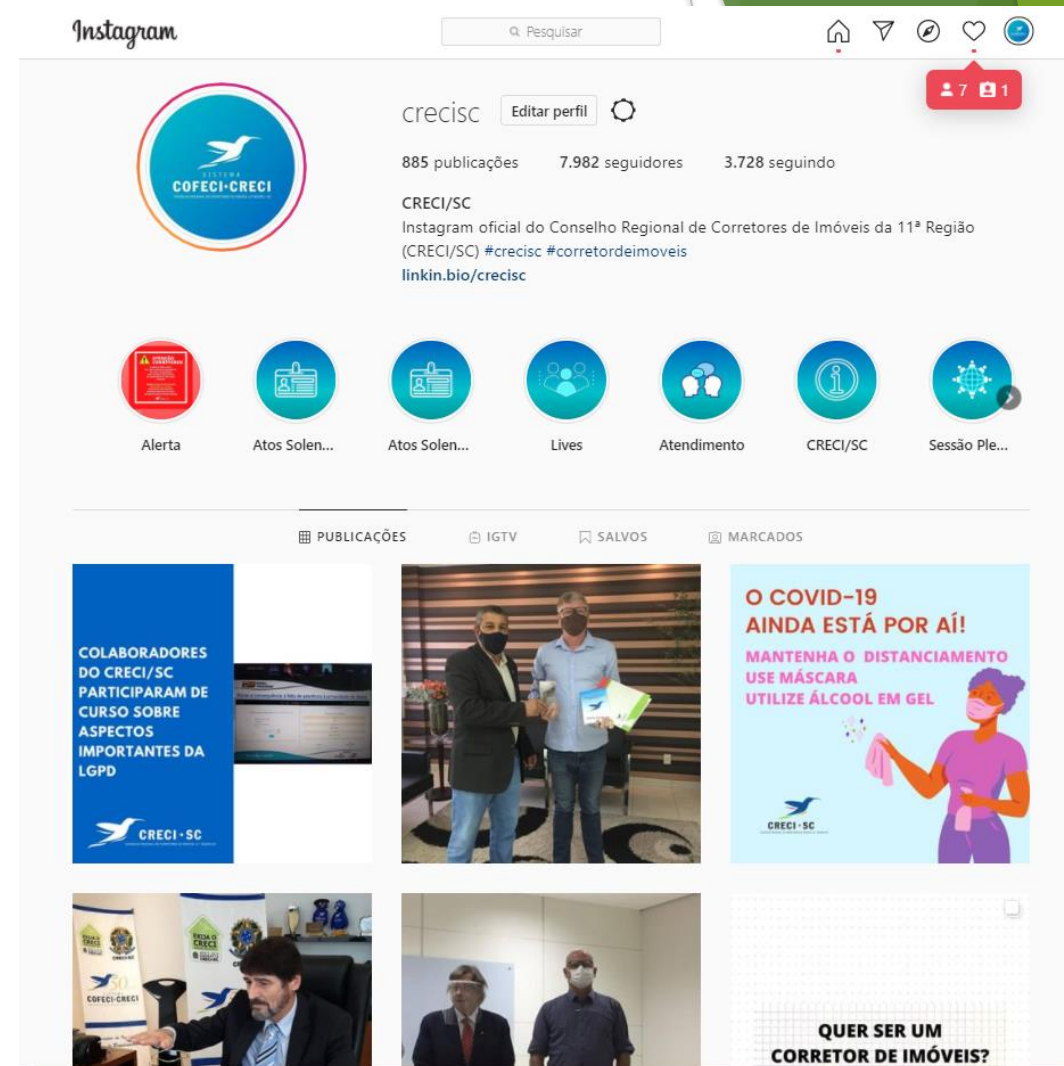 Instagram
Pesquisar
7 1
crecisc Editar perfil
885 publicações 7.982 seguidores 3.728 seguindo
CRECI/SC
Instagram oficial do Conselho Regional de Corretores de Imóveis da 11ª Região
(CRECI/SC) #crecisc #corretordeimoveis
linkin.bio/crecisc
SISTEMA
COFECI·CRECI
Alerta Atos Solen... Atos Solen... Lives Atendimento CRECI/SC Sessão Ple...
PUBLICAÇÕES IGTV SALVOS MARCADOS
COLABORADORES
DO CRECI/SC
PARTICIPARAM DE
CURSO SOBRE
ASPECTOS
IMPORTANTES DA
LGPD
CRECI·SC
O COVID-19
AINDA ESTÁ POR AÍ!
MANTENHA O DISTANCIAMENTO
USE MÁSCARA
UTILIZE ÁLCOOL EM GEL
CRECI·SC
EXIJA O
CRECI
50
COFECI-CRECI
QUER SER UM
CORRETOR DE IMÓVEIS?